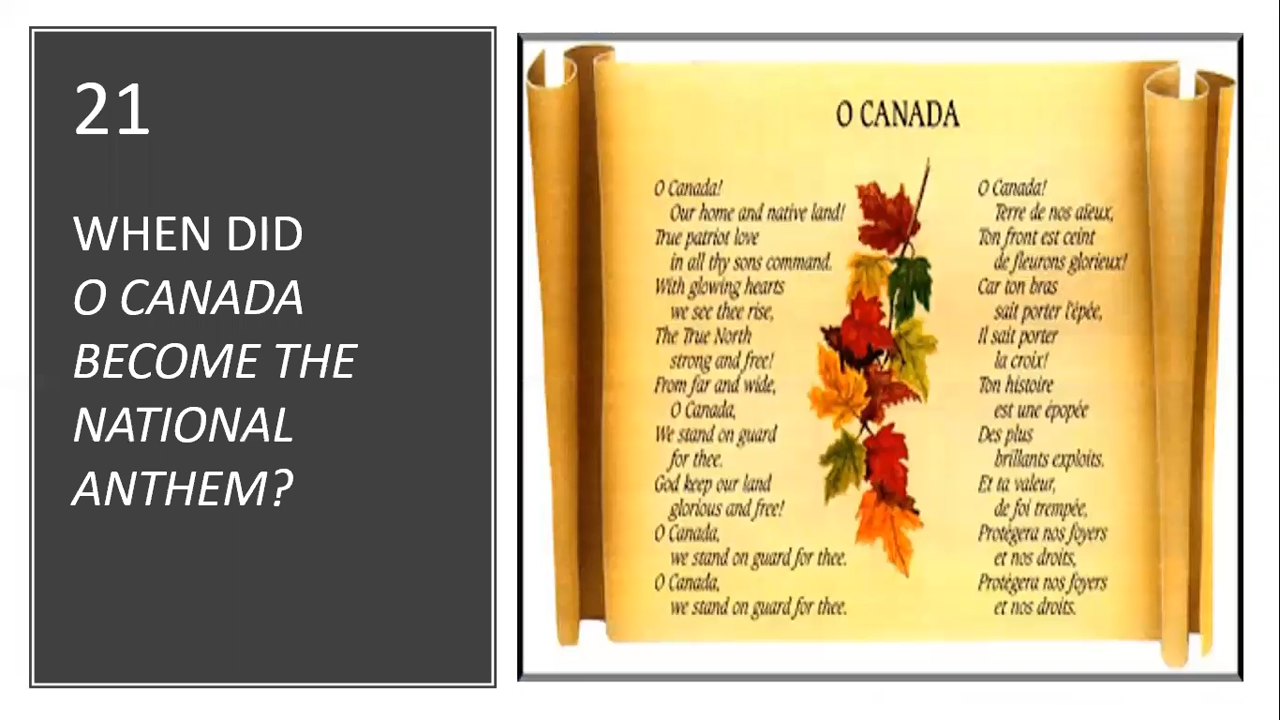 21
WHEN DID
O CANADA
BECOME THE
NATIONAL
ANTHEM?
O CANADA
O Canada!
Our home and native land!
True patriot love
in all thy sons command.
With glowing hearts
we see thee rise,
The True North
strong and free!
From far and wide,
O Canada,
We stand on guard
for thee.
God keep our land
glorious and free!
O Canada,
we stand on guard for thee.
O Canada,
we stand on guard for thee.
O Canada!
Terre de nos aïeux,
Ton front est ceint
de fleurons glorieux!
Car ton bras
sait porter l'épée,
Il sait porter
la croix!
Ton histoire
est une épopée
Des plus
brillants exploits.
Et ta valeur,
de foi trempée,
Protégera nos foyers
et nos droits,
Protégera nos foyers
et nos droits.